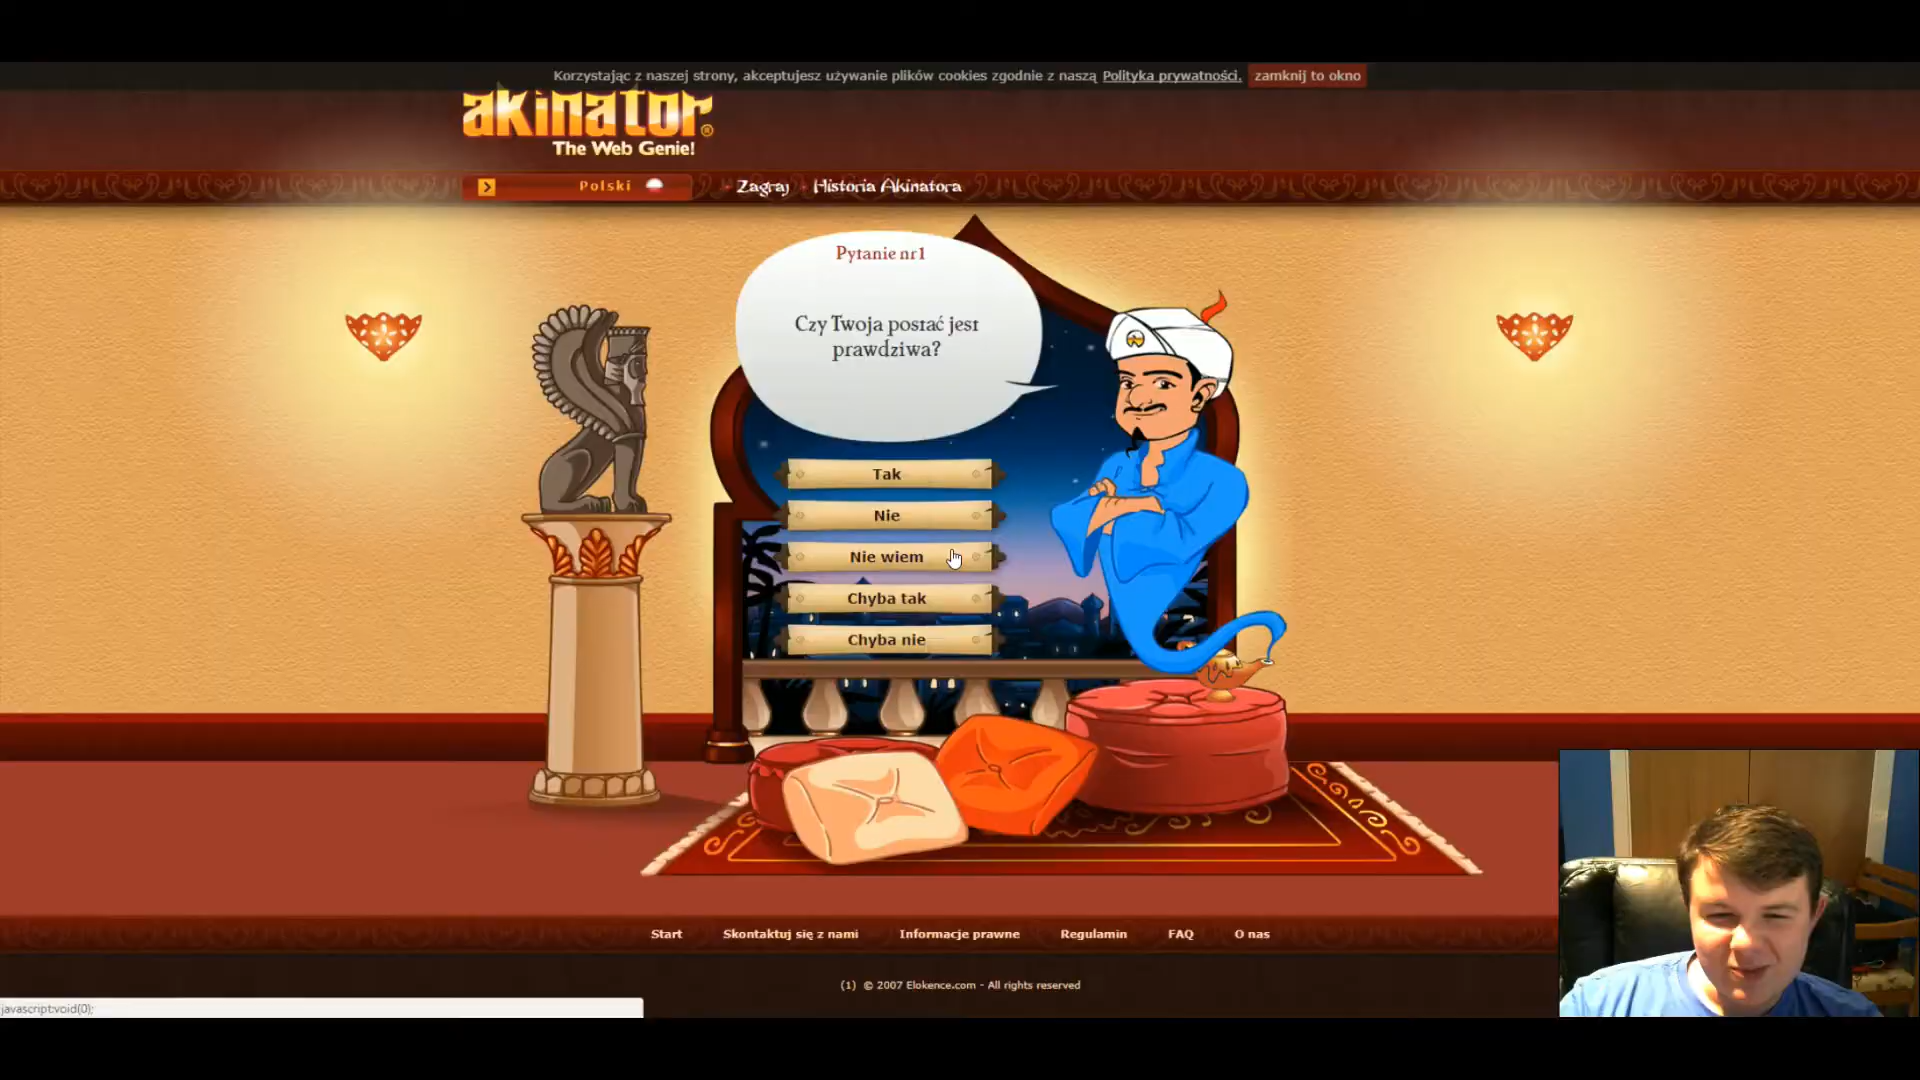 Korzystając z naszej strony, akceptujesz używanie plików cookies zgodnie z naszą Polityka prywatności. zamknij to okno
akinator®
The Web Genie!
Polski
Zagraj
Historia Akinatora
Pytanie nr1
Czy Twoja postać jest
prawdziwa?
Tak
Nie
Nie wiem
Chyba tak
Chyba nie
Start Skontaktuj się z nami Informacje prawne Regulamin FAQ O nas
(1) © 2007 Elokence.com - All rights reserved
javascript:void(0);